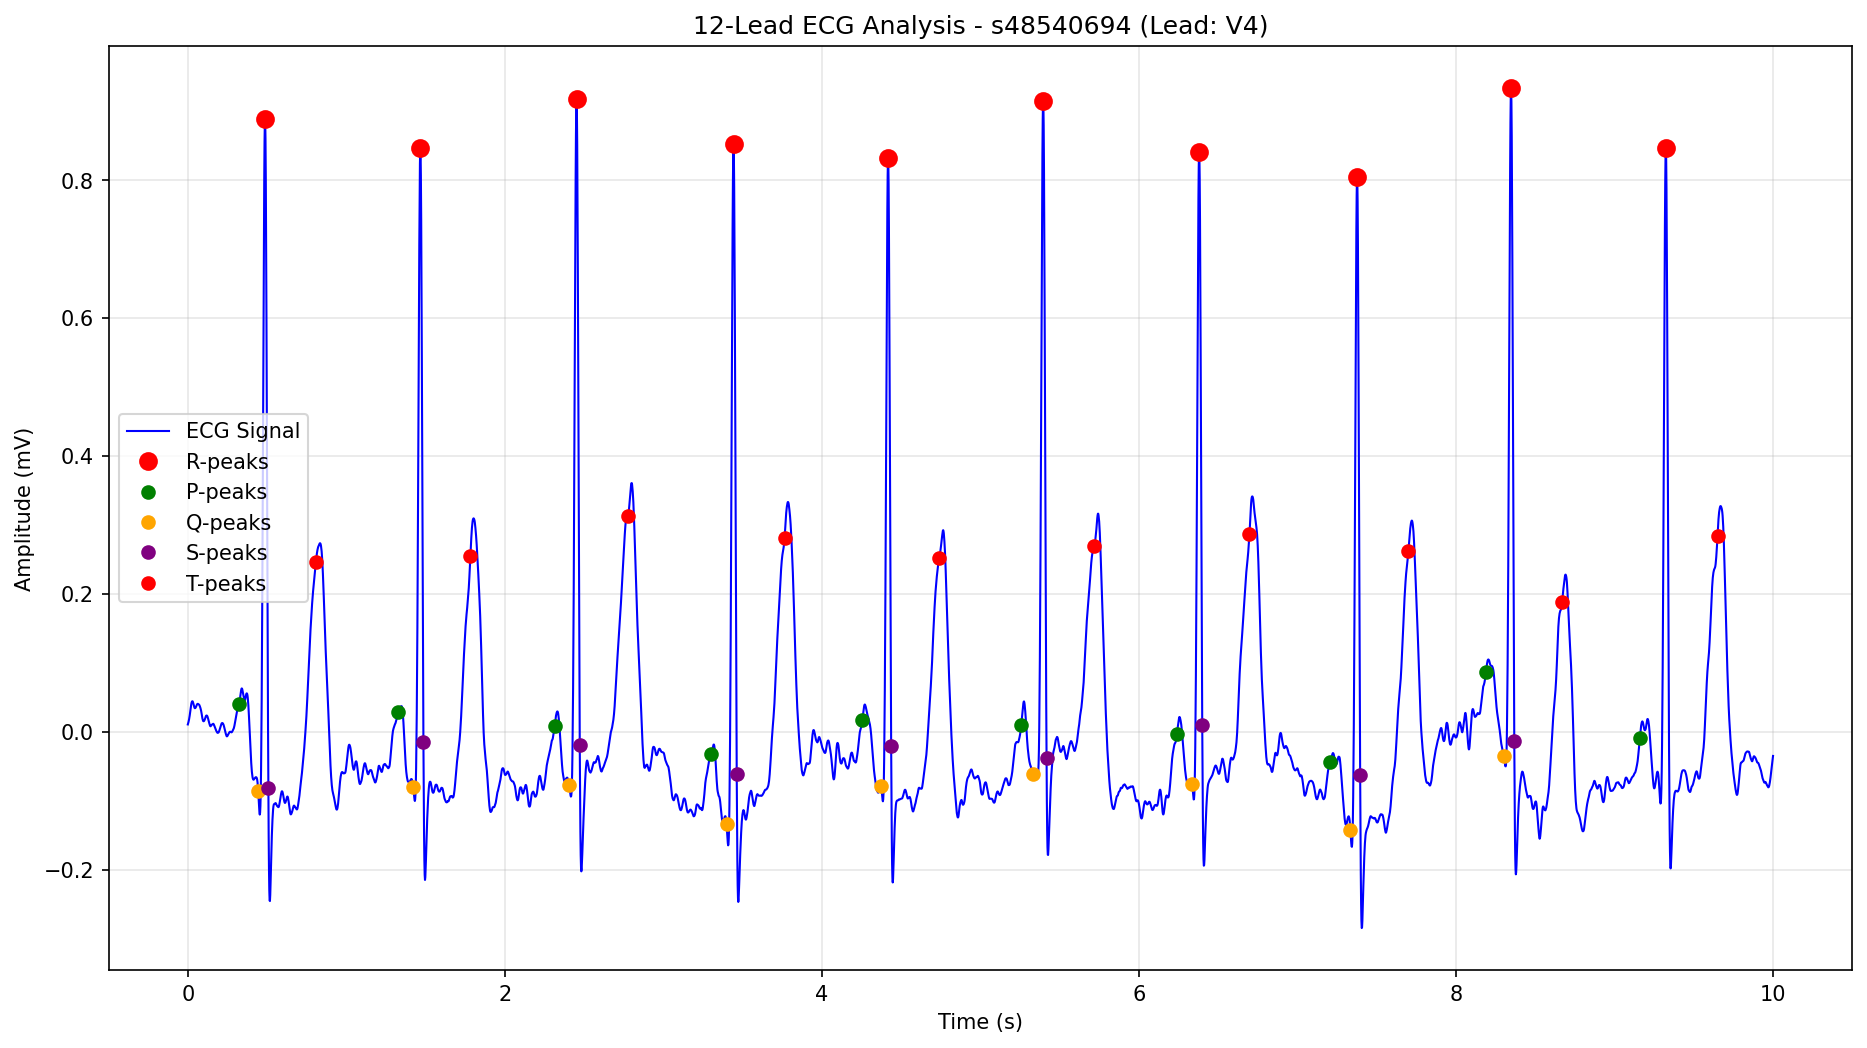 12-Lead ECG Analysis - s48540694 (Lead: V4)
Amplitude (mV)
0.8
0.6
0.4
0.2
0.0
−0.2
ECG Signal
R-peaks
P-peaks
Q-peaks
S-peaks
T-peaks
0 2 4 6 8 10
Time (s)